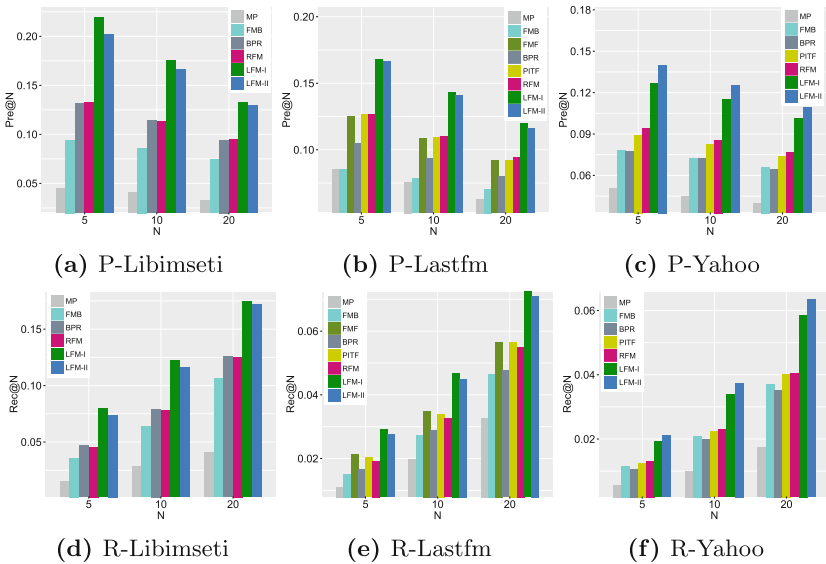 0.20
0.15
0.10
0.05
Pre@N
MP
FMB
BPR
RFM
LFM-I
LFM-II
5
10
20
N
(a) P-Libimseti
0.20
0.15
0.10
Pre@N
MP
FMB
FMF
BPR
PITF
RFM
LFM-I
LFM-II
5
10
20
N
(b) P-Lastfm
0.18
0.15
0.12
0.09
0.06
Pre@N
MP
FMB
BPR
PITF
RFM
LFM-I
LFM-II
5
10
20
N
(c) P-Yahoo
0.15
0.10
0.05
Rec@N
MP
FMB
BPR
RFM
LFM-I
LFM-II
5
10
20
N
(d) R-Libimseti
0.06
0.04
0.02
Rec@N
MP
FMB
FMF
BPR
PITF
RFM
LFM-I
LFM-II
5
10
20
N
(e) R-Lastfm
0.06
0.04
0.02
Rec@N
MP
FMB
BPR
PITF
RFM
LFM-I
LFM-II
5
10
20
N
(f) R-Yahoo